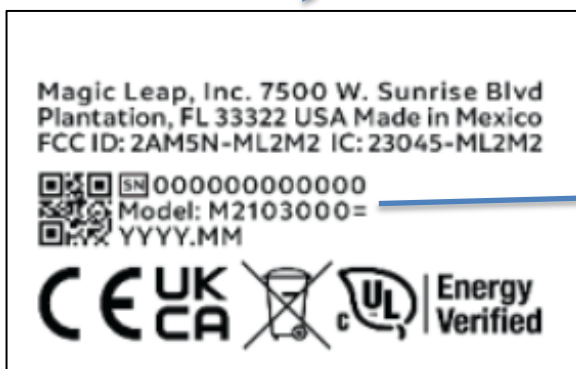 Magic Leap, Inc. 7500 W. Sunrise Blvd
Plantation, FL 33322 USA Made in Mexico
FCC ID: 2AM5N-ML2M2 IC: 23045-ML2M2
SN 000000000000
Model: M2103000=
YYYY.MM
CE UK CA c UL Energy Verified